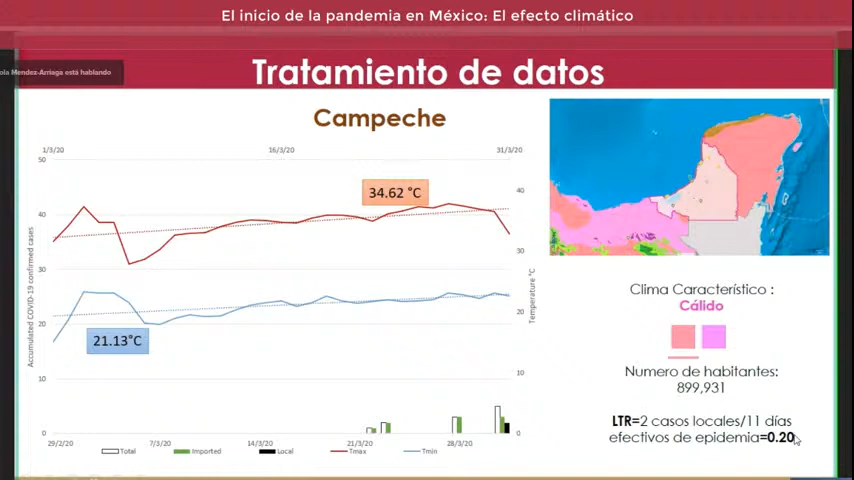 El inicio de la pandemia en México: El efecto climático
ola Mendez-Arriaga está hablando
Tratamiento de datos
Campeche
1/3/20 16/3/20 31/3/20
50
40
30
20
10
0
Accumulated COVID-19 confirmed cases
34.62 °C
21.13°C
40
30
20
10
0
Temperature °C
29/2/20 7/3/20 14/3/20 21/3/20 28/3/20
Total Imported Local Tmax Tmin
Clima Característico :
Cálido
Numero de habitantes:
899,931
LTR=2 casos locales/11 días
efectivos de epidemia=0.20